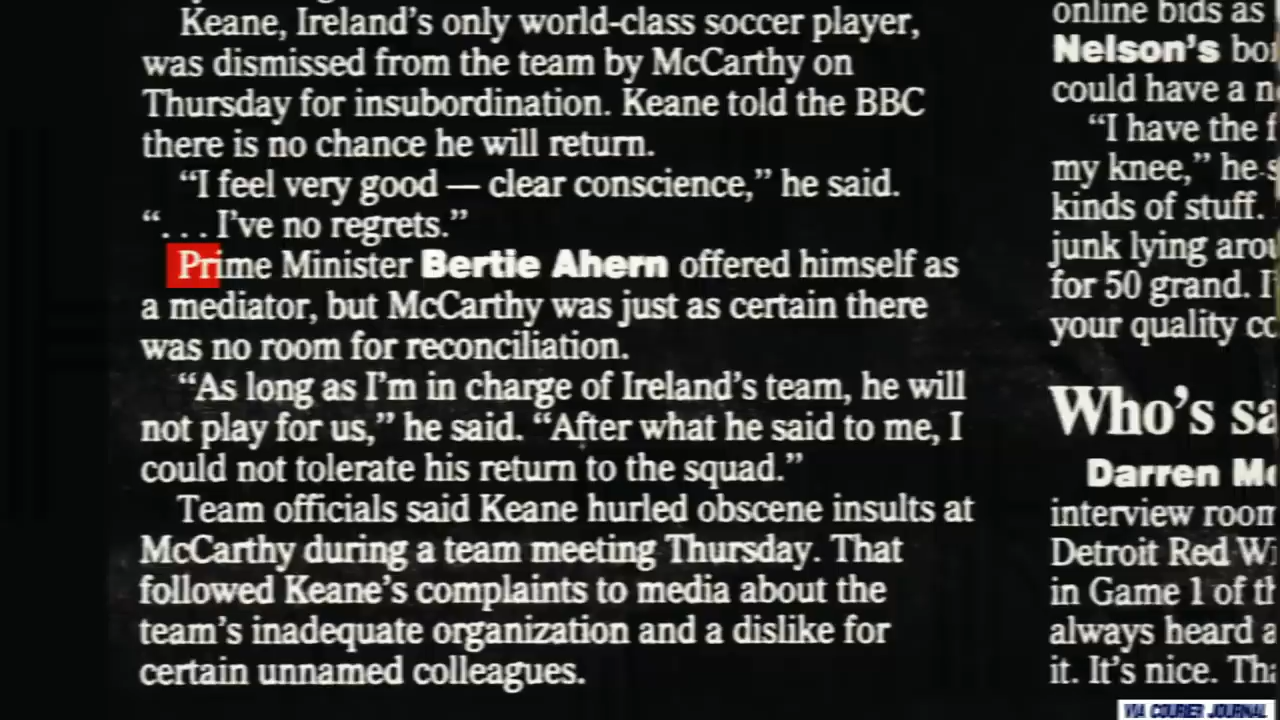 Keane, Ireland's only world-class soccer player,
was dismissed from the team by McCarthy on
Thursday for insubordination. Keane told the BBC
there is no chance he will return.
“I feel very good — clear conscience,” he said.
“. . . I've no regrets.”
Prime Minister Bertie Ahern offered himself as
a mediator, but McCarthy was just as certain there
was no room for reconciliation.
“As long as I'm in charge of Ireland's team, he will
not play for us,” he said. “After what he said to me, I
could not tolerate his return to the squad.”
Team officials said Keane hurled obscene insults at
McCarthy during a team meeting Thursday. That
followed Keane's complaints to media about the
team's inadequate organization and a dislike for
certain unnamed colleagues.
online bids as
Nelson's
could have a
“I have the
my knee,” he
kinds of stuff.
junk lying
for 50 grand.
your quality
Who's
Darren
interview
Detroit Red
in Game 1 of
always heard
it. It's nice.
VIA COURIER JOURNAL